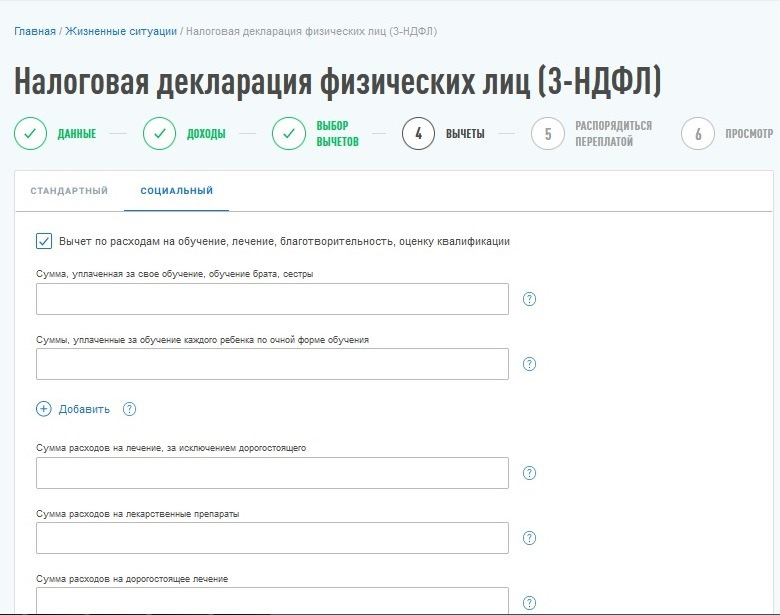 Главная / Жизненные ситуации / Налоговая декларация физических лиц (3-НДФЛ)
Налоговая декларация физических лиц (3-НДФЛ)
ДАННЫЕ
ДОХОДЫ
ВЫБОР
ВЫЧЕТОВ
4 ВЫЧЕТЫ
5 РАСПОРЯДИТЬСЯ
ПЕРЕПЛАТОЙ
6 ПРОСМОТР
СТАНДАРТНЫЙ СОЦИАЛЬНЫЙ
Вычет по расходам на обучение, лечение, благотворительность, оценку квалификации
Сумма, уплаченная за свое обучение, обучение брата, сестры
?
Суммы, уплаченные за обучение каждого ребенка по очной форме обучения
?
+ Добавить ?
Сумма расходов на лечение, за исключением дорогостоящего
?
Сумма расходов на лекарственные препараты
?
Сумма расходов на дорогостоящее лечение
?